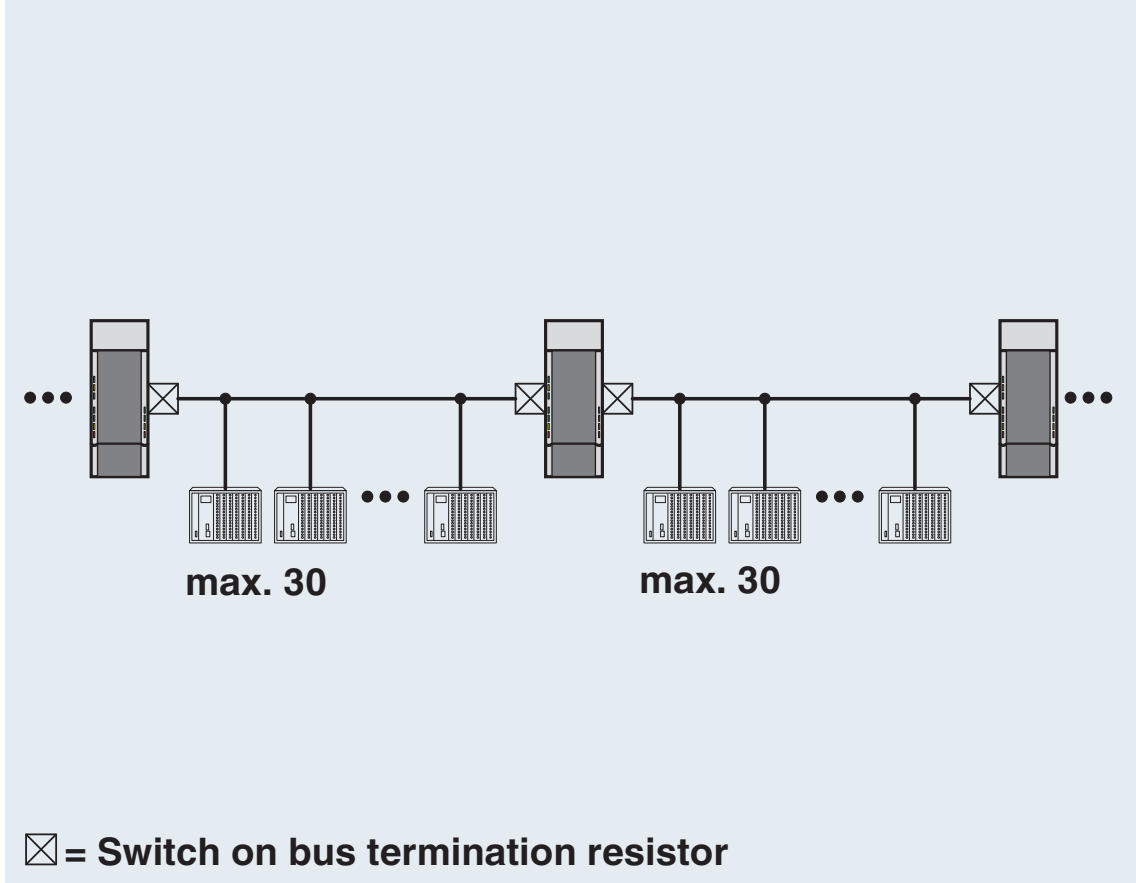 max. 30
max. 30
= Switch on bus termination resistor